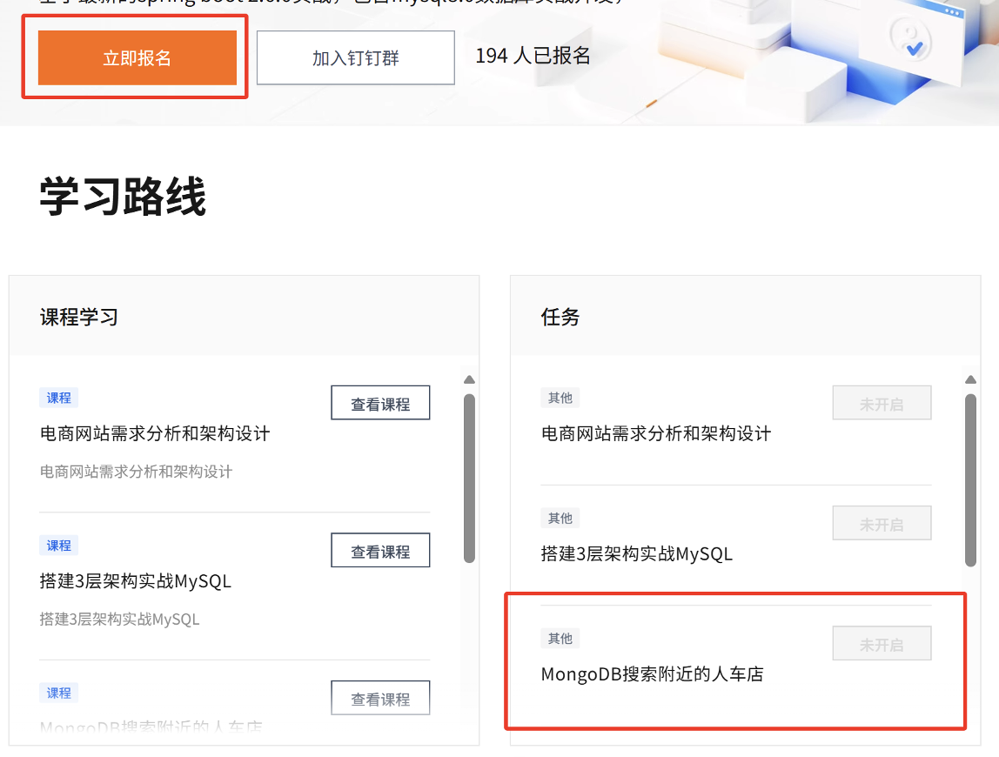 立即报名
加入钉钉群
194 人已报名
学习路线
课程学习
课程
查看课程
电商网站需求分析和架构设计
电商网站需求分析和架构设计
课程
查看课程
搭建3层架构实战MySQL
搭建3层架构实战MySQL
课程
查看课程
MongoDB搜索附近的人车店
任务
其他
未开启
电商网站需求分析和架构设计
其他
未开启
搭建3层架构实战MySQL
其他
未开启
MongoDB搜索附近的人车店